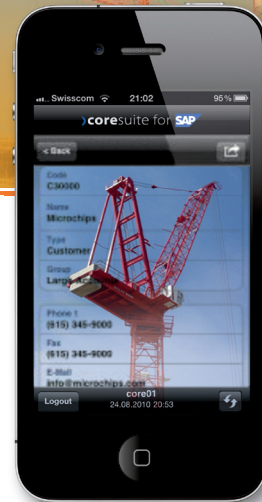 Swisscom 21:02 96%
coresuite for SAP
< Back
Code
C30000
Name
Microchips
Type
Customer
Group
Phone 1
(615) 345-9000
Fax
(615) 345-9000
E-Mail
info@microchips.com
Logout
core01
24.08.2010 20:53